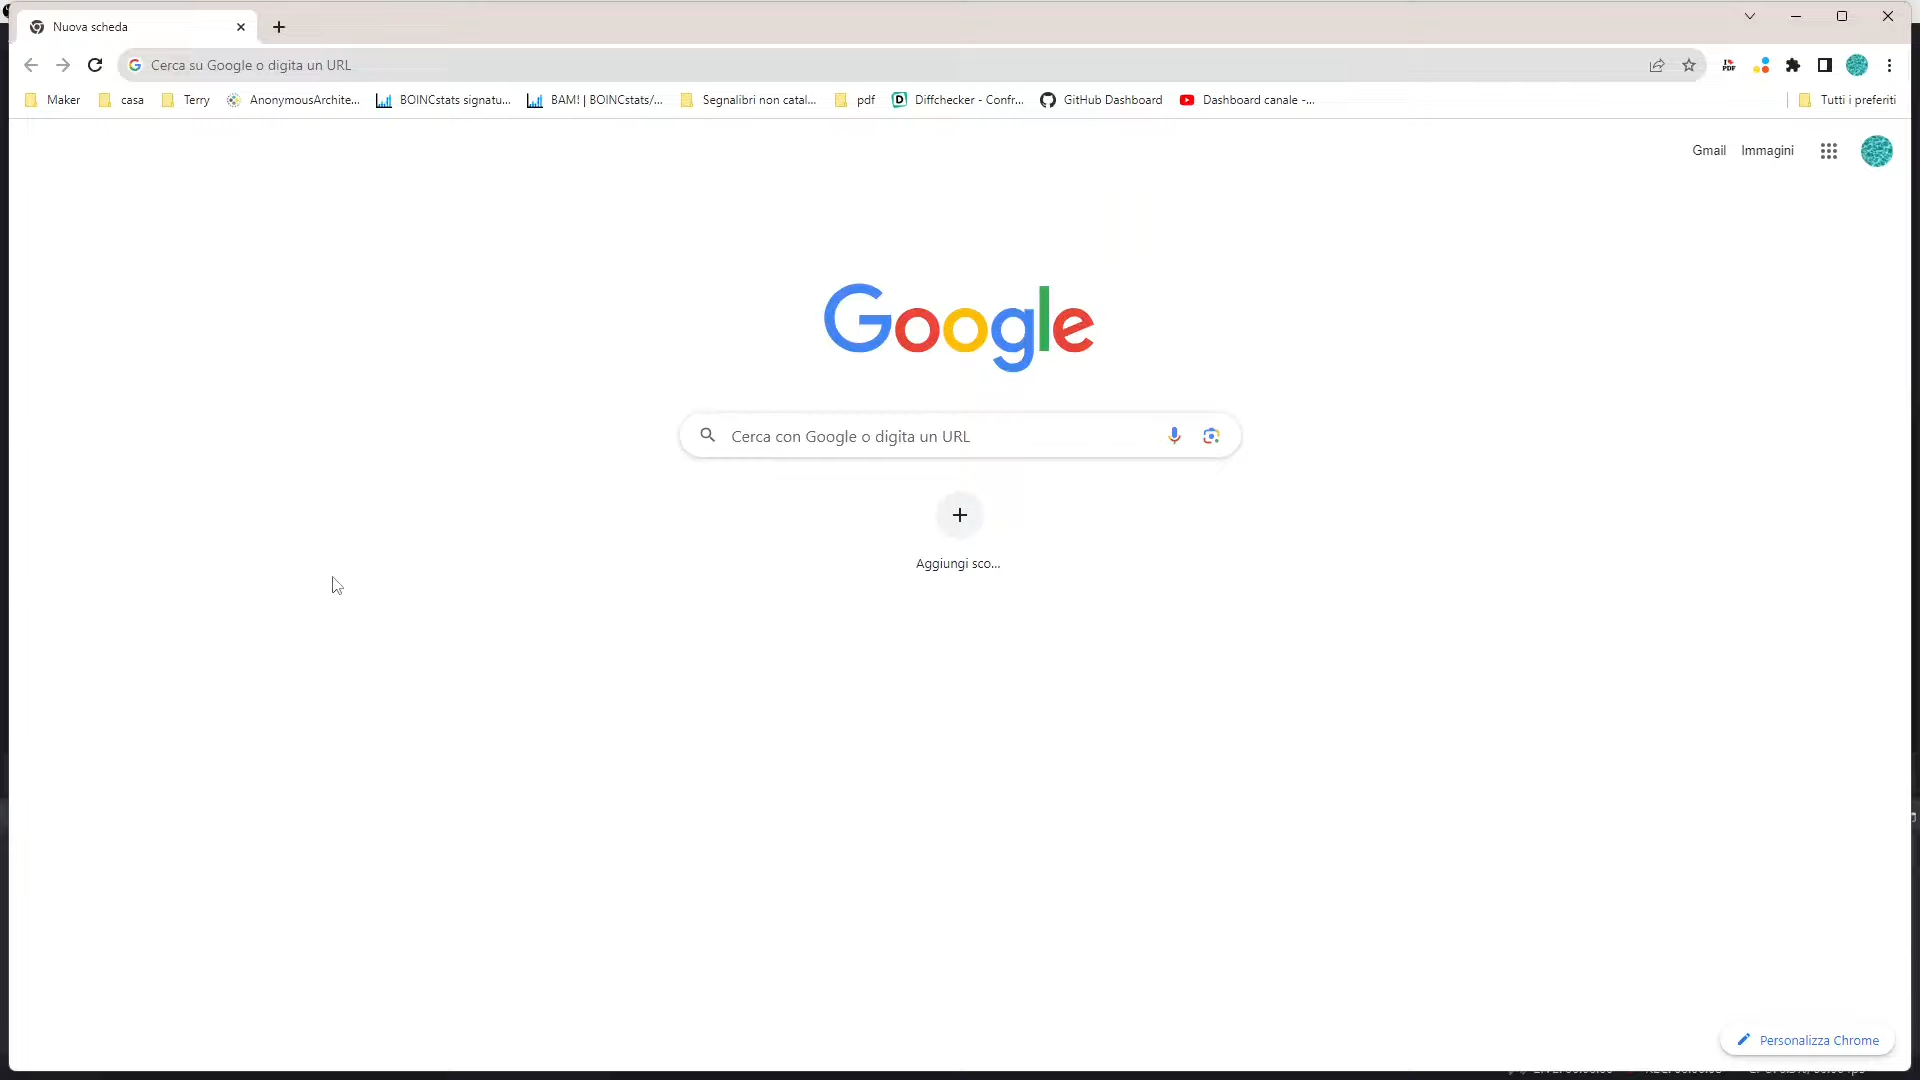 Nuova scheda
Cerca su Google o digita un URL
Maker casa Terry AnonymousArchite... BOINCstats signatu... BAM! | BOINCstats/... Segnalibri non catal... pdf Diffchecker - Confr... GitHub Dashboard Dashboard canale -... Tutti i preferiti
Gmail Immagini
Google
Cerca con Google o digita un URL
Aggiungi sco...
Personalizza Chrome